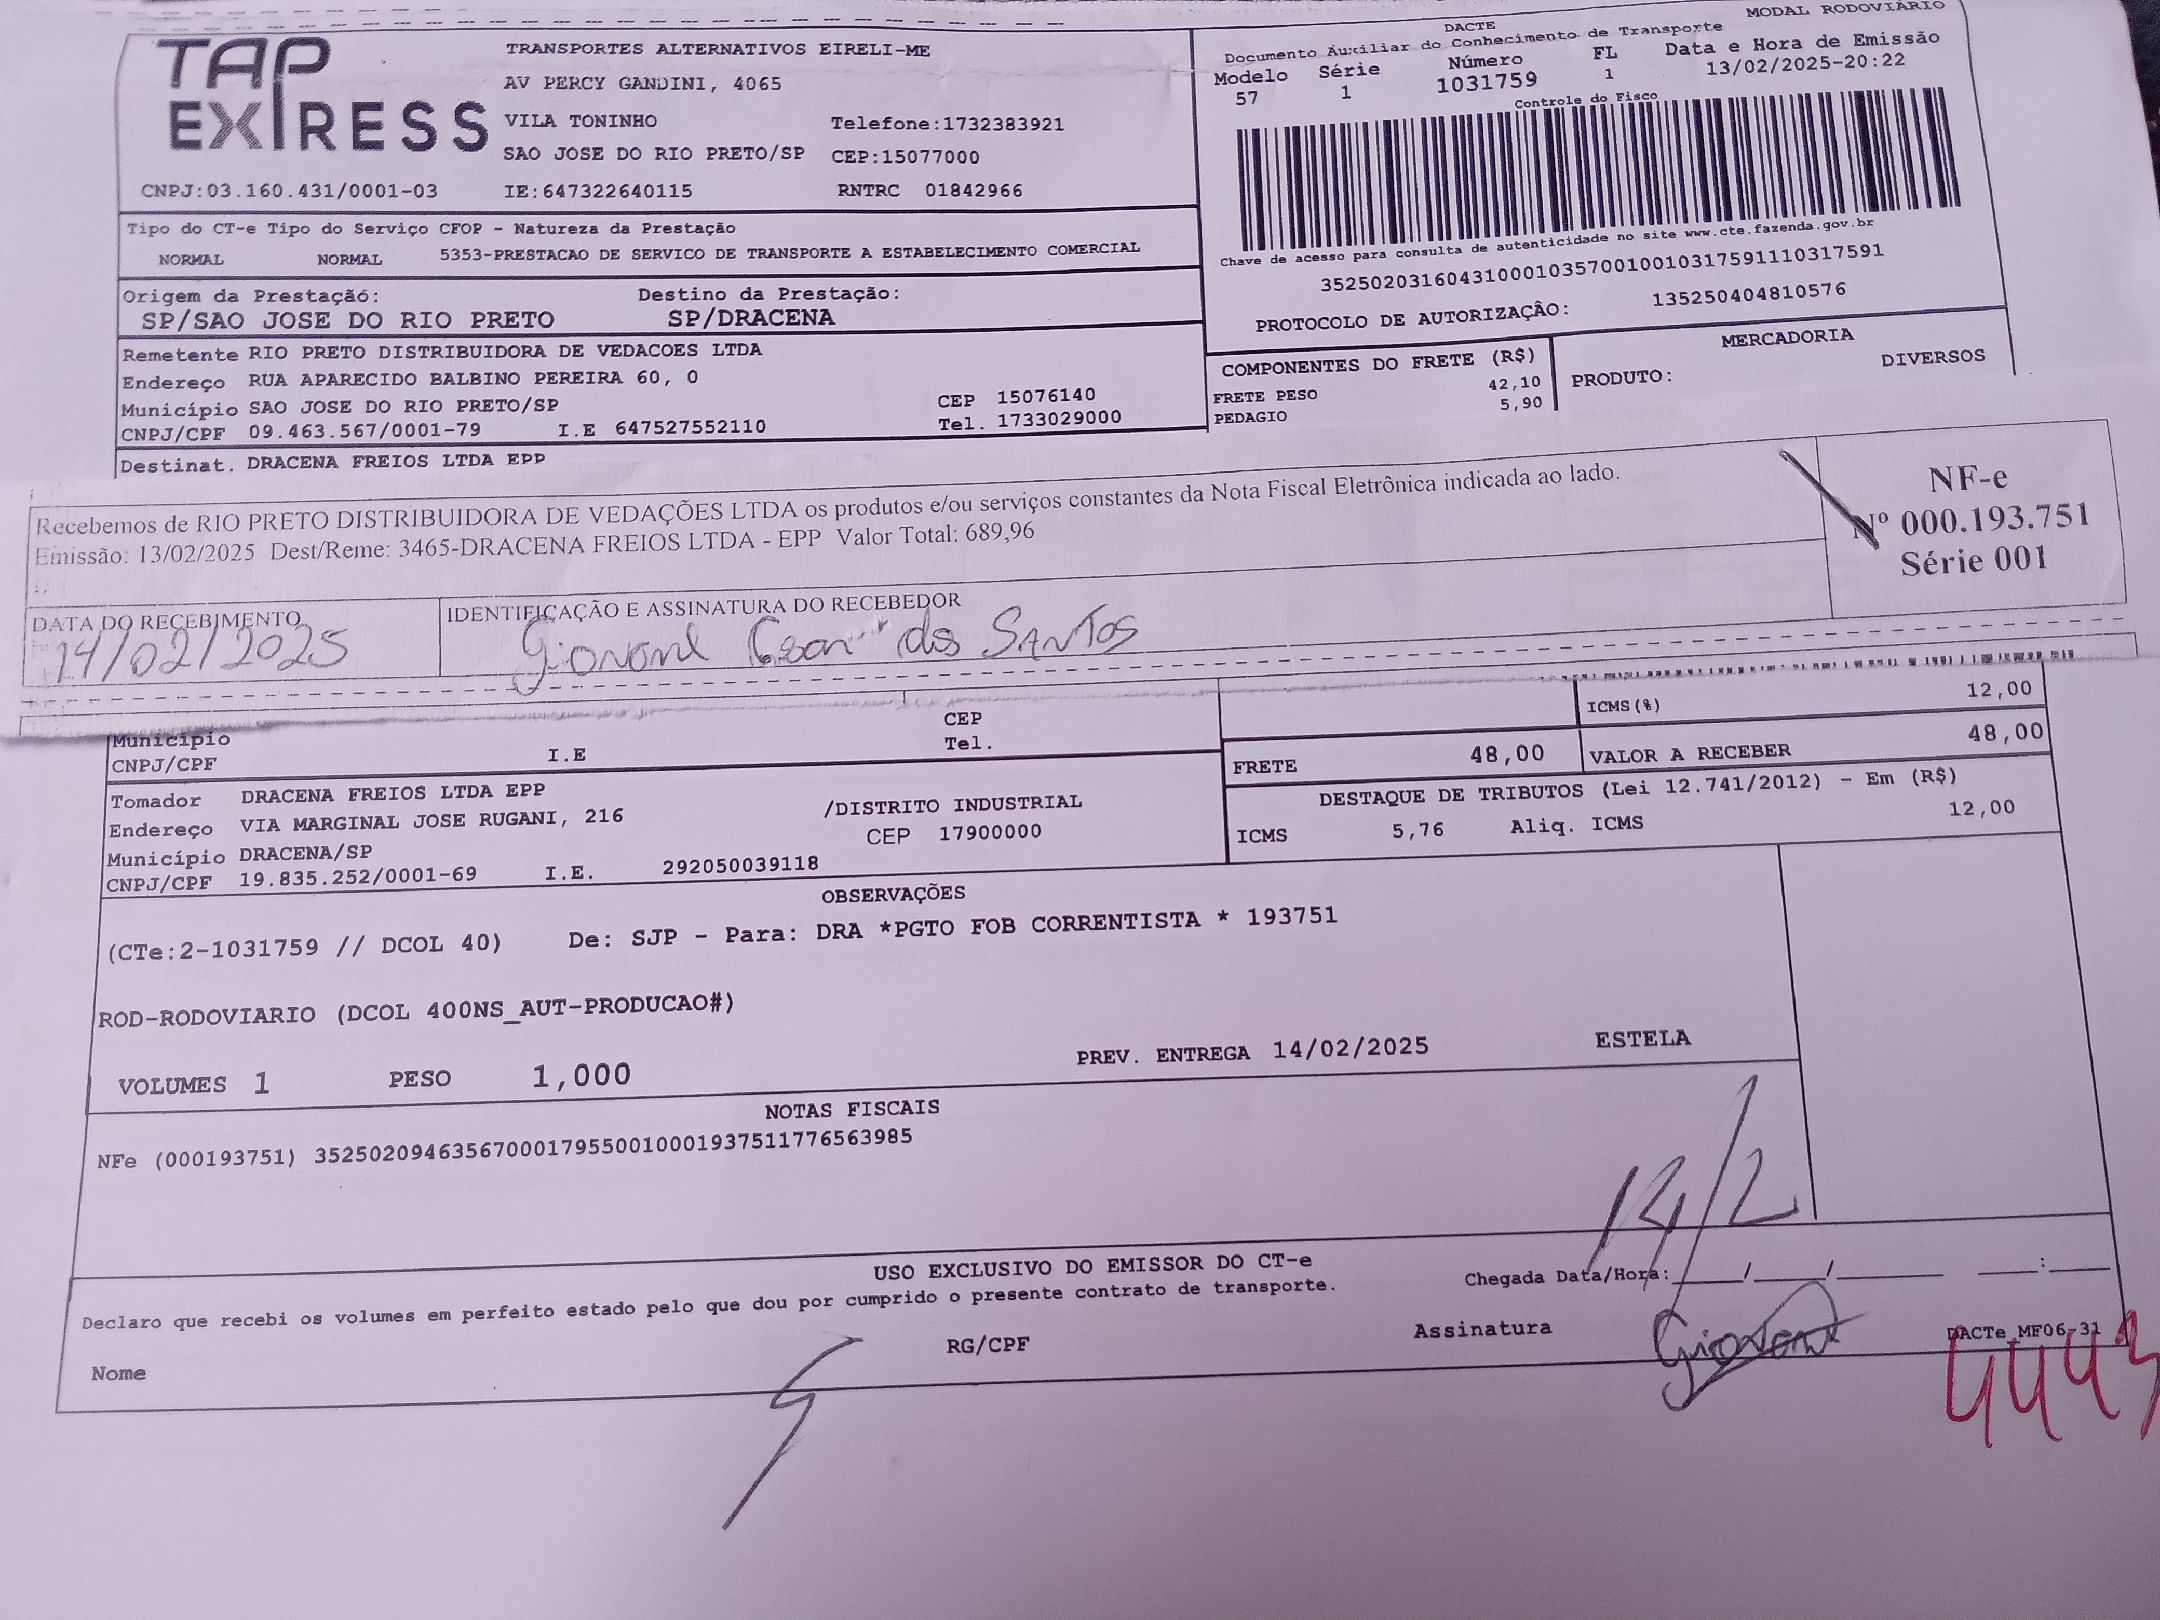 TAP EXPRESS
TRANSPORTES ALTERNATIVOS EIRELI-ME
AV PERCY GANDINI, 4065
VILA TONINHO Telefone:1732383921
SAO JOSE DO RIO PRETO/SP CEP:15077000
CNPJ:03.160.431/0001-03 IE:647322640115 RNTRC 01842966
MODAL RODOVIÁRIO
DACTE
Documento Auxiliar do Conhecimento de Transporte
Modelo Série Número FL Data e Hora de Emissão
57 1 1031759 1 13/02/2025-20:22
Controle do Fisco
Chave de acesso para consulta de autenticidade no site www.cte.fazenda.gov.br
35250203160431000103570010010317591110317591
PROTOCOLO DE AUTORIZAÇÃO: 135250404810576
Tipo do CT-e Tipo do Serviço CFOP - Natureza da Prestação
NORMAL NORMAL 5353-PRESTACAO DE SERVICO DE TRANSPORTE A ESTABELECIMENTO COMERCIAL
Origem da Prestação: Destino da Prestação:
SP/SAO JOSE DO RIO PRETO SP/DRACENA
Remetente RIO PRETO DISTRIBUIDORA DE VEDACOES LTDA
Endereço RUA APARECIDO BALBINO PEREIRA 60, 0
Município SAO JOSE DO RIO PRETO/SP CEP 15076140
CNPJ/CPF 09.463.567/0001-79 I.E 647527552110 Tel. 1733029000
Destinat. DRACENA FREIOS LTDA EPP
COMPONENTES DO FRETE (R$)
FRETE PESO 42,10
PEDAGIO 5,90
MERCADORIA
PRODUTO: DIVERSOS
Recebemos de RIO PRETO DISTRIBUIDORA DE VEDAÇÕES LTDA os produtos e/ou serviços constantes da Nota Fiscal Eletrônica indicada ao lado.
Emissão: 13/02/2025 Dest/Reme: 3465-DRACENA FREIOS LTDA - EPP Valor Total: 689,96
NF-e
Nº 000.193.751
Série 001
DATA DO RECEBIMENTO IDENTIFICAÇÃO E ASSINATURA DO RECEBEDOR
14/02/2025 dos SANTOS
Município CEP
CNPJ/CPF I.E Tel.
ICMS(%) 12,00
FRETE 48,00 VALOR A RECEBER 48,00
Tomador DRACENA FREIOS LTDA EPP
Endereço VIA MARGINAL JOSE RUGANI, 216 /DISTRITO INDUSTRIAL
Município DRACENA/SP CEP 17900000
CNPJ/CPF 19.835.252/0001-69 I.E. 292050039118
DESTAQUE DE TRIBUTOS (Lei 12.741/2012) - Em (R$)
ICMS 5,76 Aliq. ICMS 12,00
OBSERVAÇÕES
(CTe:2-1031759 // DCOL 40) De: SJP - Para: DRA *PGTO FOB CORRENTISTA * 193751
ROD-RODOVIARIO (DCOL 400NS_AUT-PRODUCAO#)
VOLUMES 1 PESO 1,000 PREV. ENTREGA 14/02/2025 ESTELA
NOTAS FISCAIS
NFe (000193751) 35250209463567000179550010001937511776563985
14/2
USO EXCLUSIVO DO EMISSOR DO CT-e
Declaro que recebi os volumes em perfeito estado pelo que dou por cumprido o presente contrato de transporte.
Chegada Data/Hora:____/____/______ ___:___
Nome RG/CPF Assinatura
DACTe_MF06-31
4443